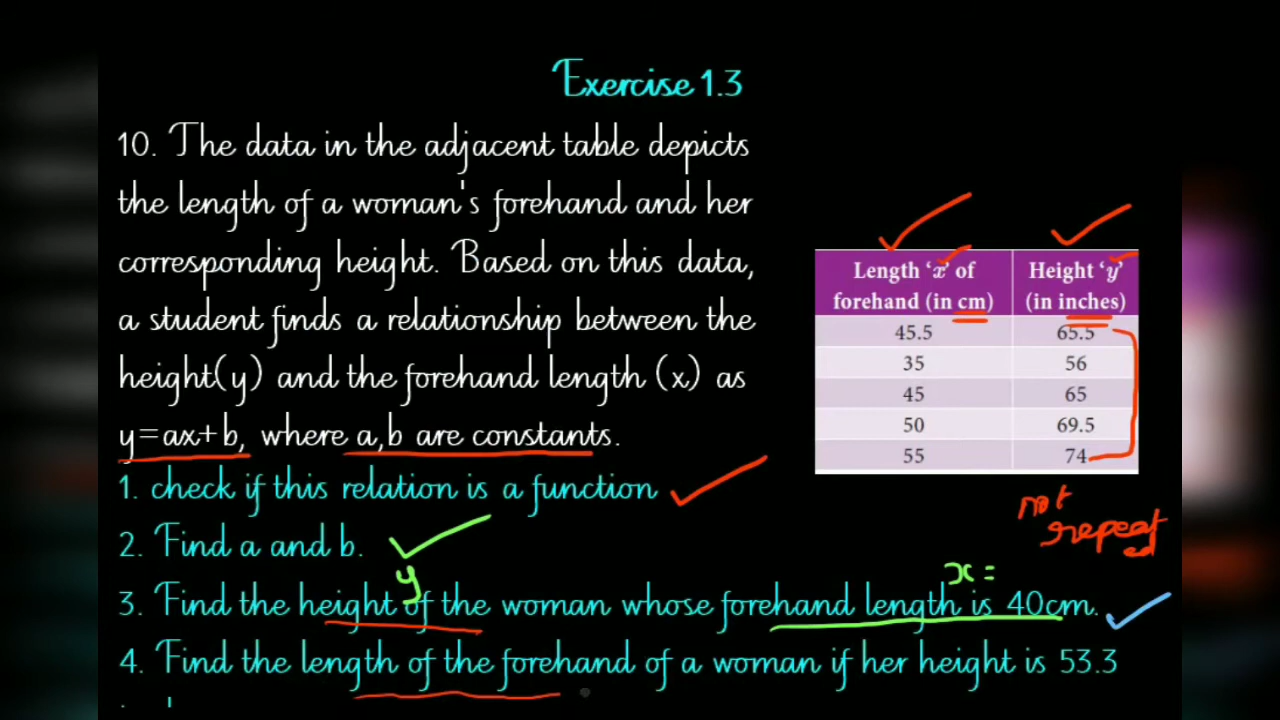 Exercise 1.3
10. The data in the adjacent table depicts
the length of a woman's forehand and her
corresponding height. Based on this data,
a student finds a relationship between the
height(y) and the forehand length (x) as
y=ax+b, where a,b are constants.
1. check if this relation is a function
2. Find a and b.
y
x =
3. Find the height of the woman whose forehand length is 40cm.
4. Find the length of the forehand of a woman if her height is 53.3
Length ‘x’ of Height ‘y’
forehand (in cm) (in inches)
45.5 65.5
35 56
45 65
50 69.5
55 74
not
repeat
ed